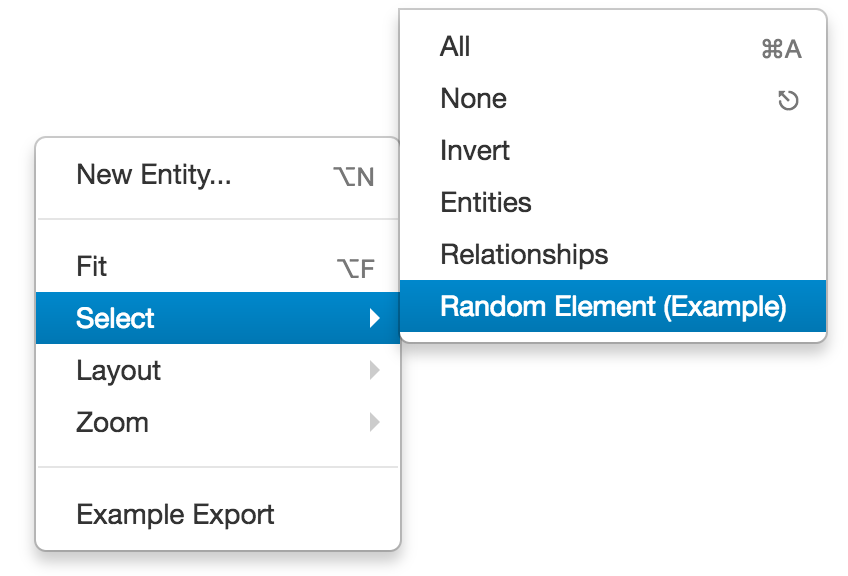 New Entity... ⌥N
Fit ⌥F
Select
Layout
Zoom
Example Export
All ⌘A
None ⎋
Invert
Entities
Relationships
Random Element (Example)